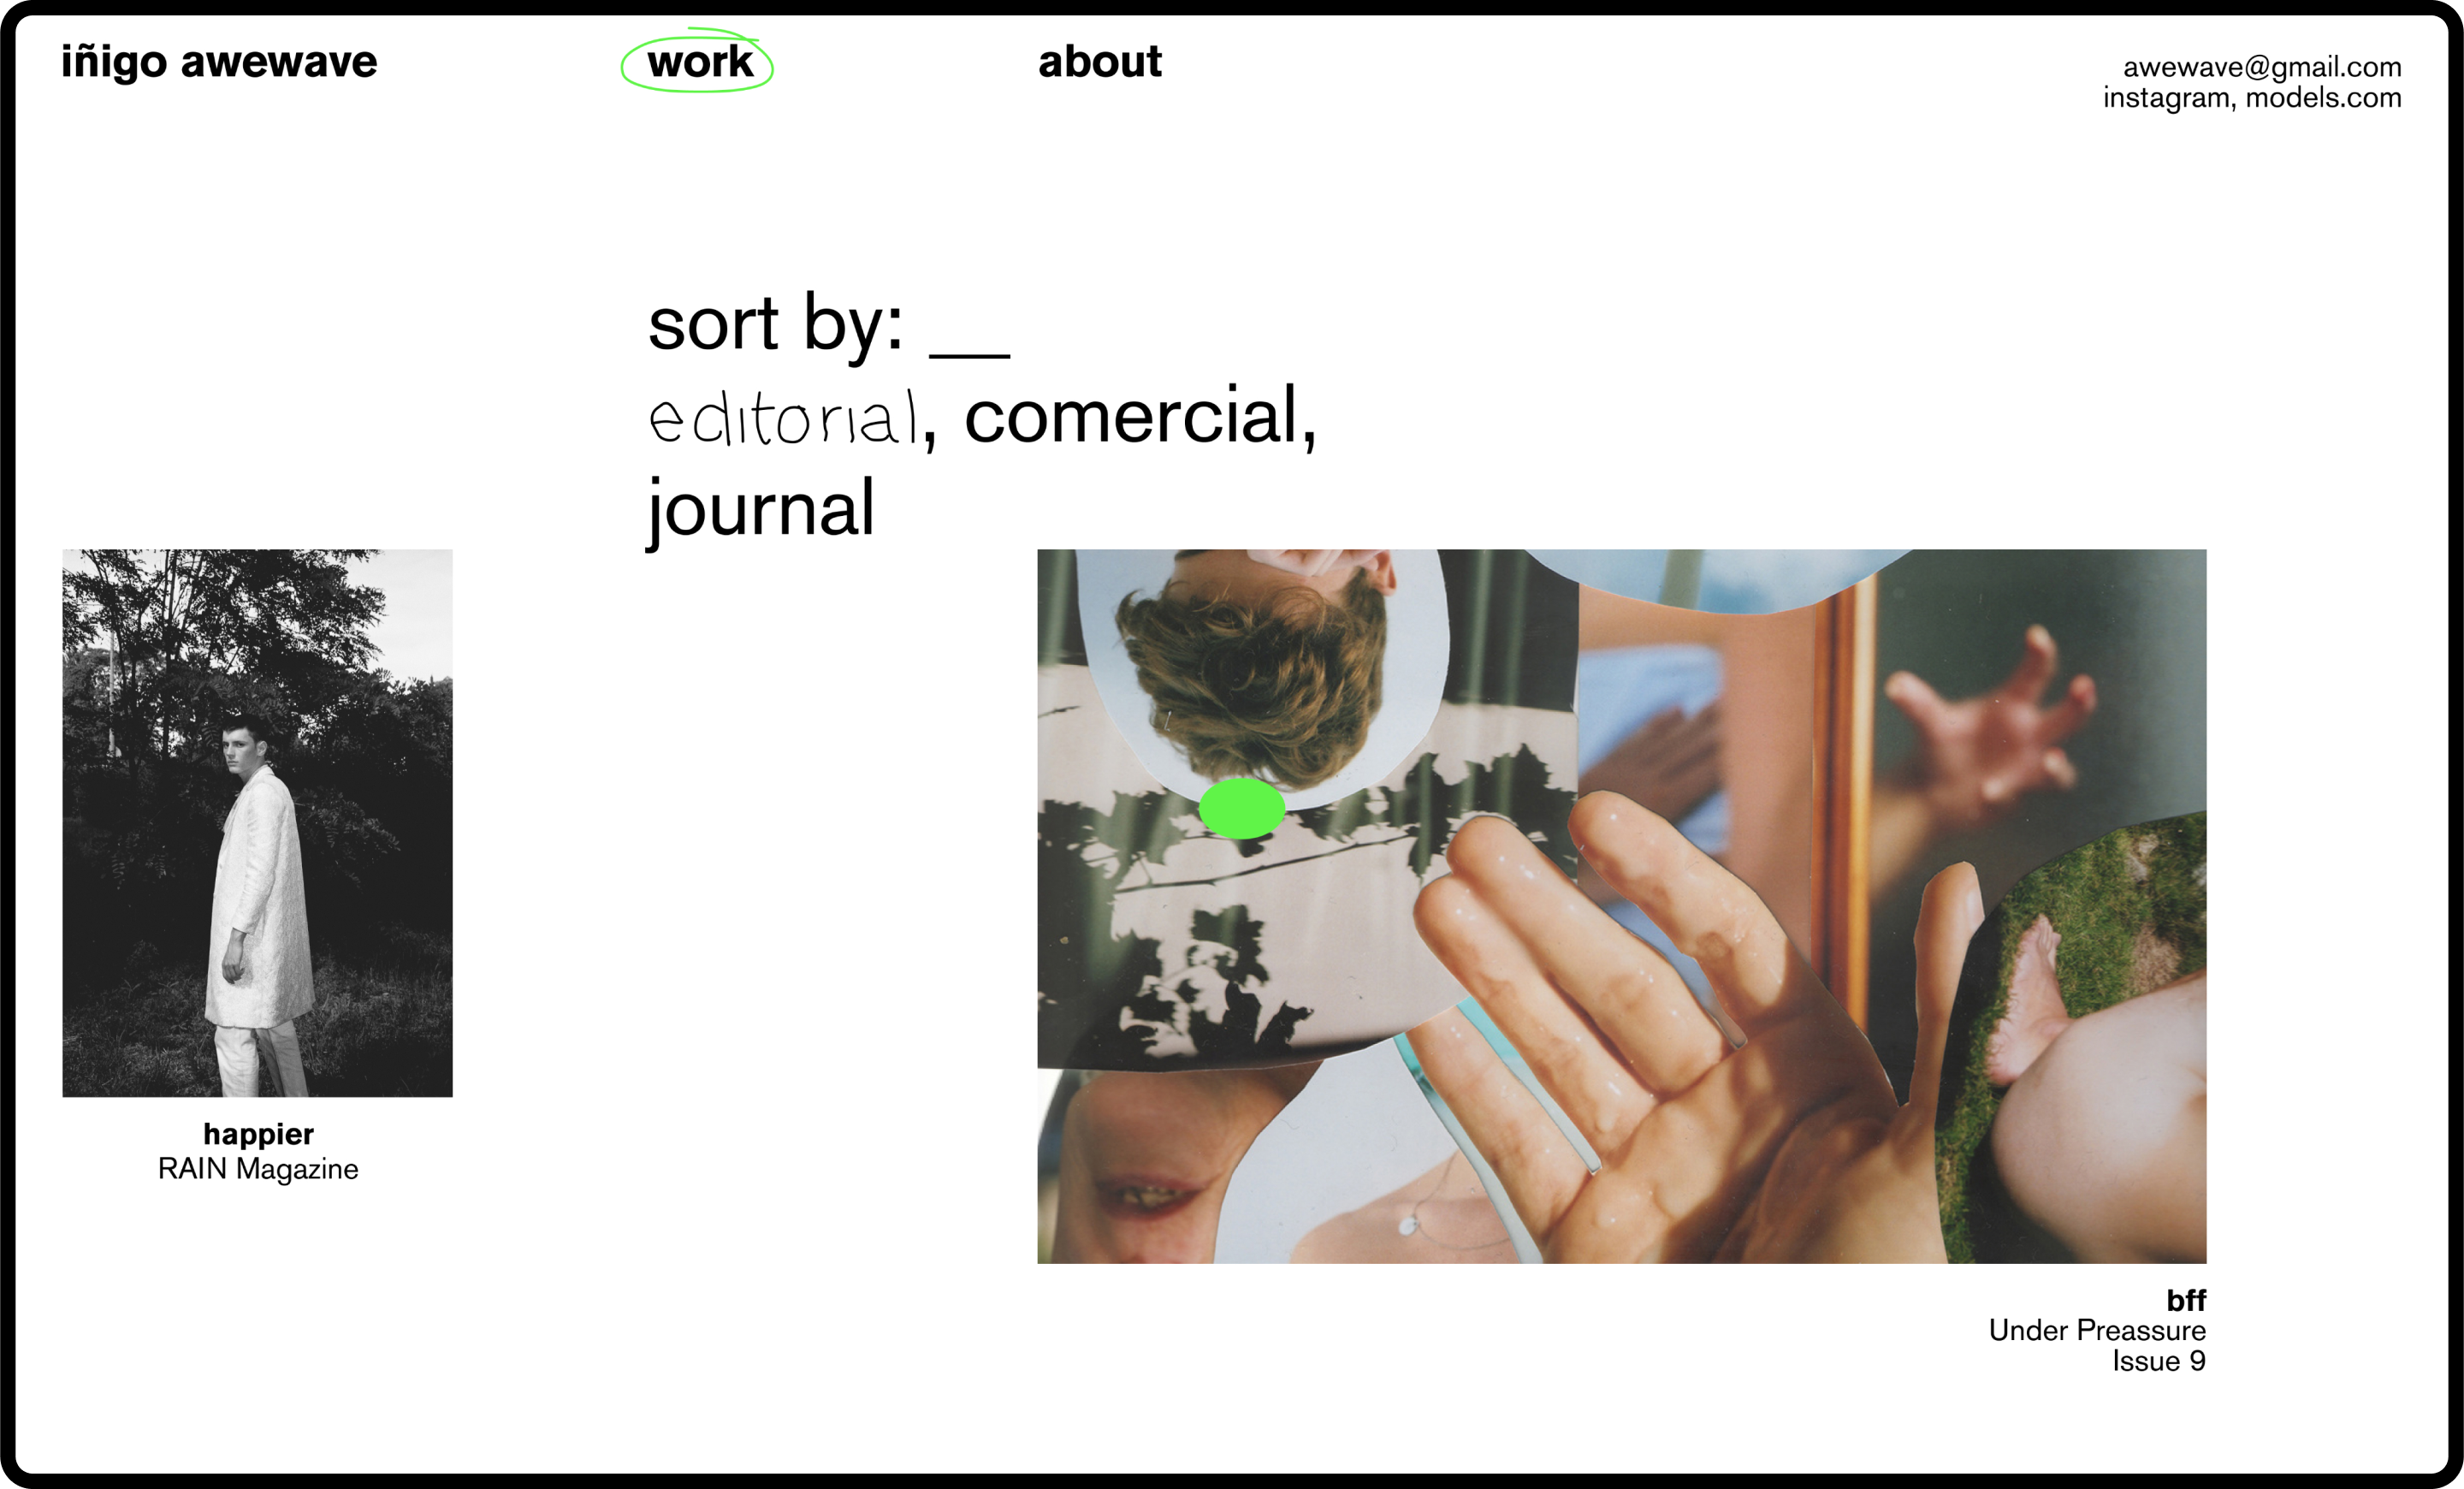 iñigo awewave
work
about
awewave@gmail.com
instagram, models.com
sort by: __
editorial, comercial,
journal
happier
RAIN Magazine
bff
Under Preassure
Issue 9